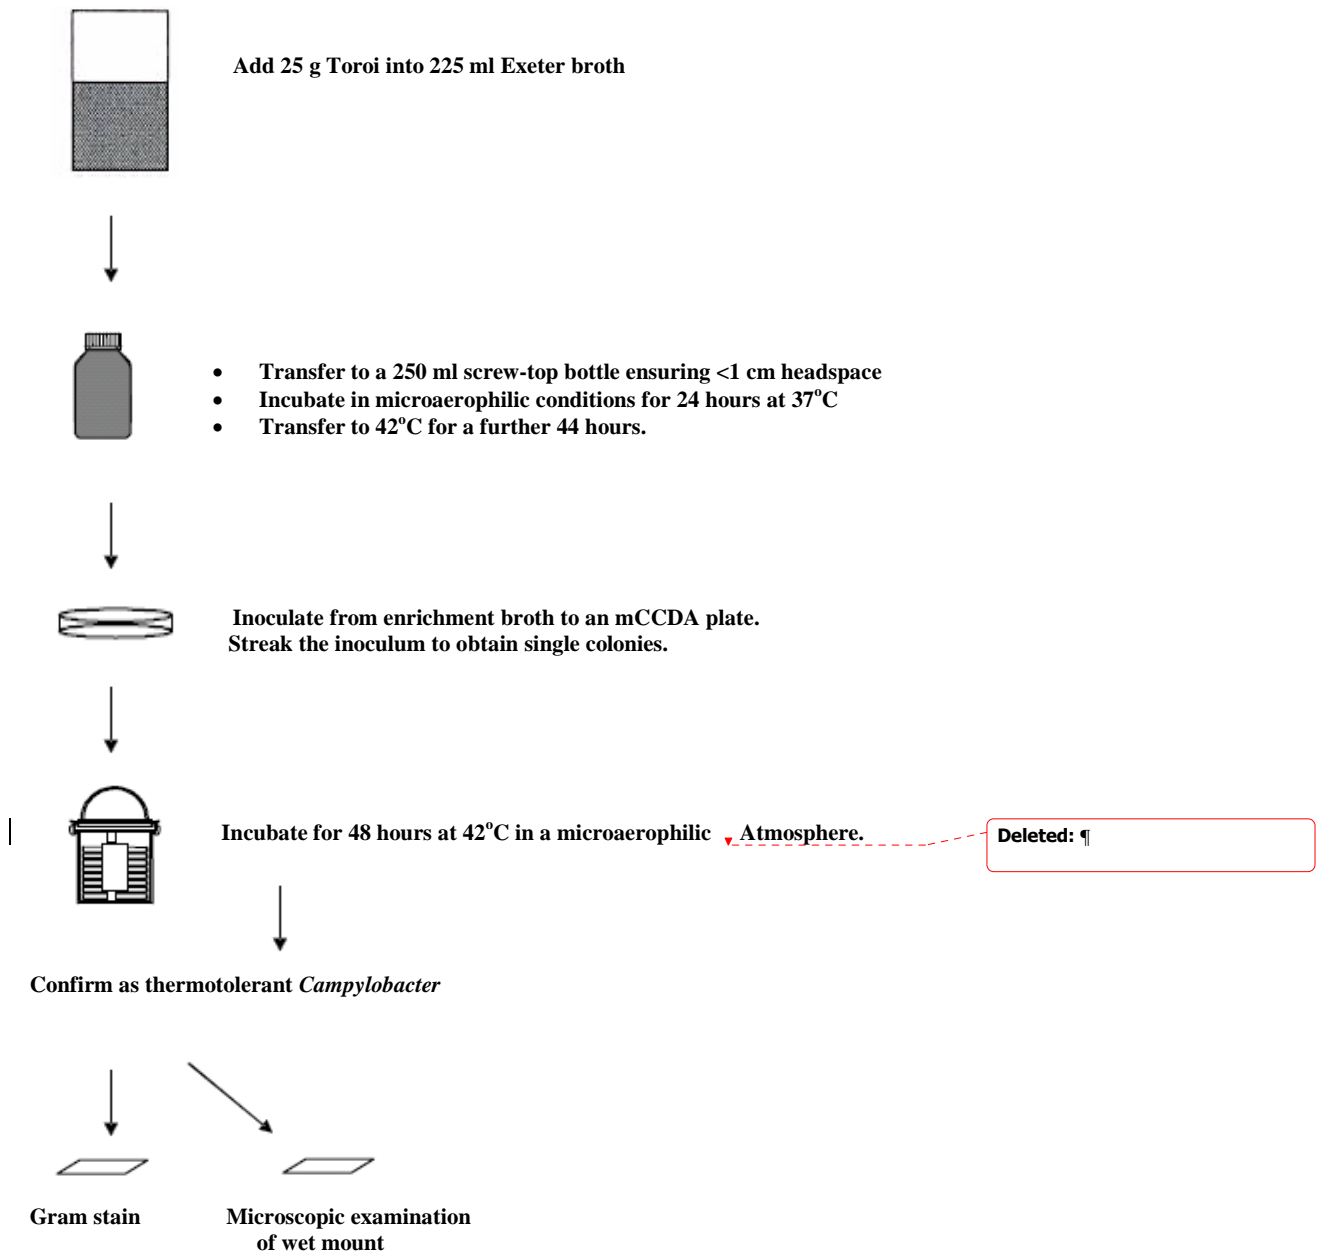 Add 25 g Toroi into 225 ml Exeter broth
• Transfer to a 250 ml screw-top bottle ensuring <1 cm headspace
• Incubate in microaerophilic conditions for 24 hours at 37°C
• Transfer to 42°C for a further 44 hours.
Inoculate from enrichment broth to an mCCDA plate.
Streak the inoculum to obtain single colonies.
Incubate for 48 hours at 42°C in a microaerophilic Atmosphere.
Deleted: ¶
Confirm as thermotolerant Campylobacter
Gram stain
Microscopic examination
of wet mount